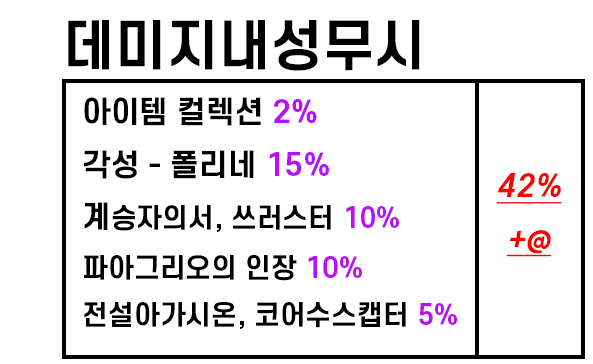 데미지내성무시
아이템 컬렉션 2%
각성 - 폴리네 15%
계승자의서, 쓰러스터 10%
파아그리오의 인장 10%
전설아가시온, 코어수스캡터 5%
42%
+@